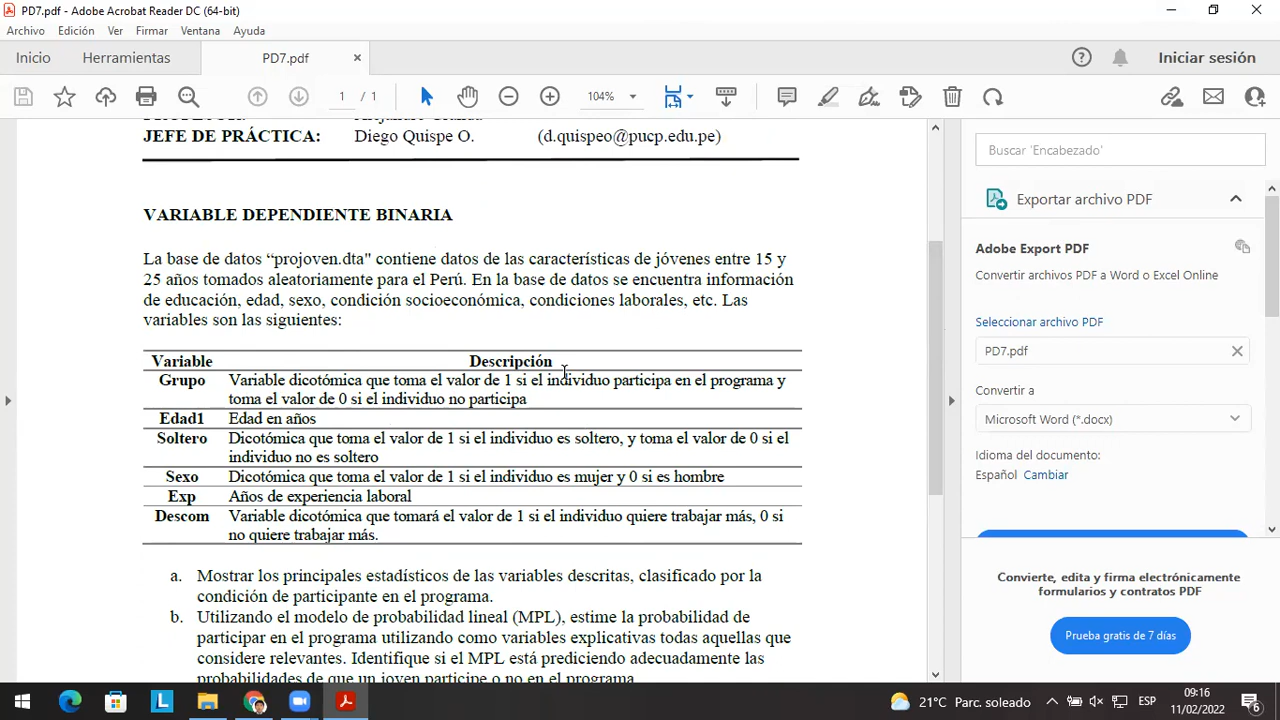 PD7.pdf - Adobe Acrobat Reader DC (64-bit)
Archivo Edición Ver Firmar Ventana Ayuda
Inicio Herramientas PD7.pdf Iniciar sesión
1 / 1 104%
JEFE DE PRÁCTICA: Diego Quispe O. (d.quispeo@pucp.edu.pe)
VARIABLE DEPENDIENTE BINARIA
La base de datos “projoven.dta" contiene datos de las características de jóvenes entre 15 y
25 años tomados aleatoriamente para el Perú. En la base de datos se encuentra información
de educación, edad, sexo, condición socioeconómica, condiciones laborales, etc. Las
variables son las siguientes:
Variable Descripción
Grupo Variable dicotómica que toma el valor de 1 si el individuo participa en el programa y
toma el valor de 0 si el individuo no participa
Edad1 Edad en años
Soltero Dicotómica que toma el valor de 1 si el individuo es soltero, y toma el valor de 0 si el
individuo no es soltero
Sexo Dicotómica que toma el valor de 1 si el individuo es mujer y 0 si es hombre
Exp Años de experiencia laboral
Descom Variable dicotómica que tomará el valor de 1 si el individuo quiere trabajar más, 0 si
no quiere trabajar más.
a. Mostrar los principales estadísticos de las variables descritas, clasificado por la
condición de participante en el programa.
b. Utilizando el modelo de probabilidad lineal (MPL), estime la probabilidad de
participar en el programa utilizando como variables explicativas todas aquellas que
considere relevantes. Identifique si el MPL está prediciendo adecuadamente las
probabilidades de que un joven participe o no en el programa.
Buscar 'Encabezado'
Exportar archivo PDF
Adobe Export PDF
Convertir archivos PDF a Word o Excel Online
Seleccionar archivo PDF
PD7.pdf
Convertir a
Microsoft Word (*.docx)
Idioma del documento:
Español Cambiar
Convierte, edita y firma electrónicamente
formularios y contratos PDF
Prueba gratis de 7 días
21°C Parc. soleado
ESP
09:16
11/02/2022
6